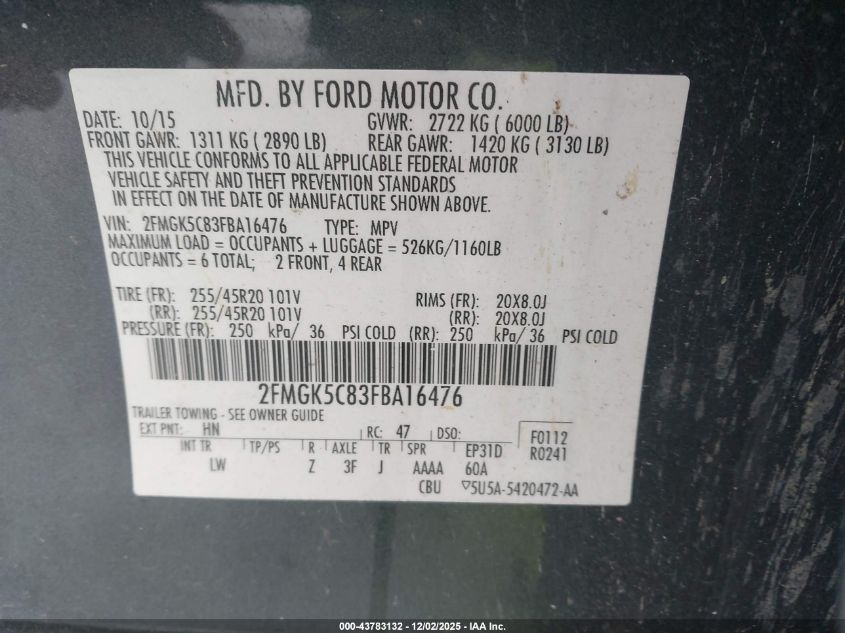 MFD. BY FORD MOTOR CO.
DATE: 10/15 GVWR: 2722 KG ( 6000 LB)
FRONT GAWR: 1311 KG ( 2890 LB) REAR GAWR: 1420 KG ( 3130 LB)
THIS VEHICLE CONFORMS TO ALL APPLICABLE FEDERAL MOTOR
VEHICLE SAFETY AND THEFT PREVENTION STANDARDS
IN EFFECT ON THE DATE OF MANUFACTURE SHOWN ABOVE.
VIN: 2FMGK5C83FBA16476 TYPE: MPV
MAXIMUM LOAD = OCCUPANTS + LUGGAGE = 526KG/1160LB
OCCUPANTS = 6 TOTAL; 2 FRONT, 4 REAR
TIRE (FR): 255/45R20 101V RIMS (FR): 20X8.0J
(RR): 255/45R20 101V (RR): 20X8.0J
PRESSURE (FR): 250 kPa/ 36 PSI COLD (RR): 250 kPa/ 36 PSI COLD
2FMGK5C83FBA16476
TRAILER TOWING - SEE OWNER GUIDE
EXT PNT: HN RC: 47 DSO: F0112
INT TR TP/PS R AXLE TR SPR EP31D R0241
LW Z 3F J AAAA 60A
CBU ▽5U5A-5420472-AA
000-43783132 - 12/02/2025 - IAA Inc.